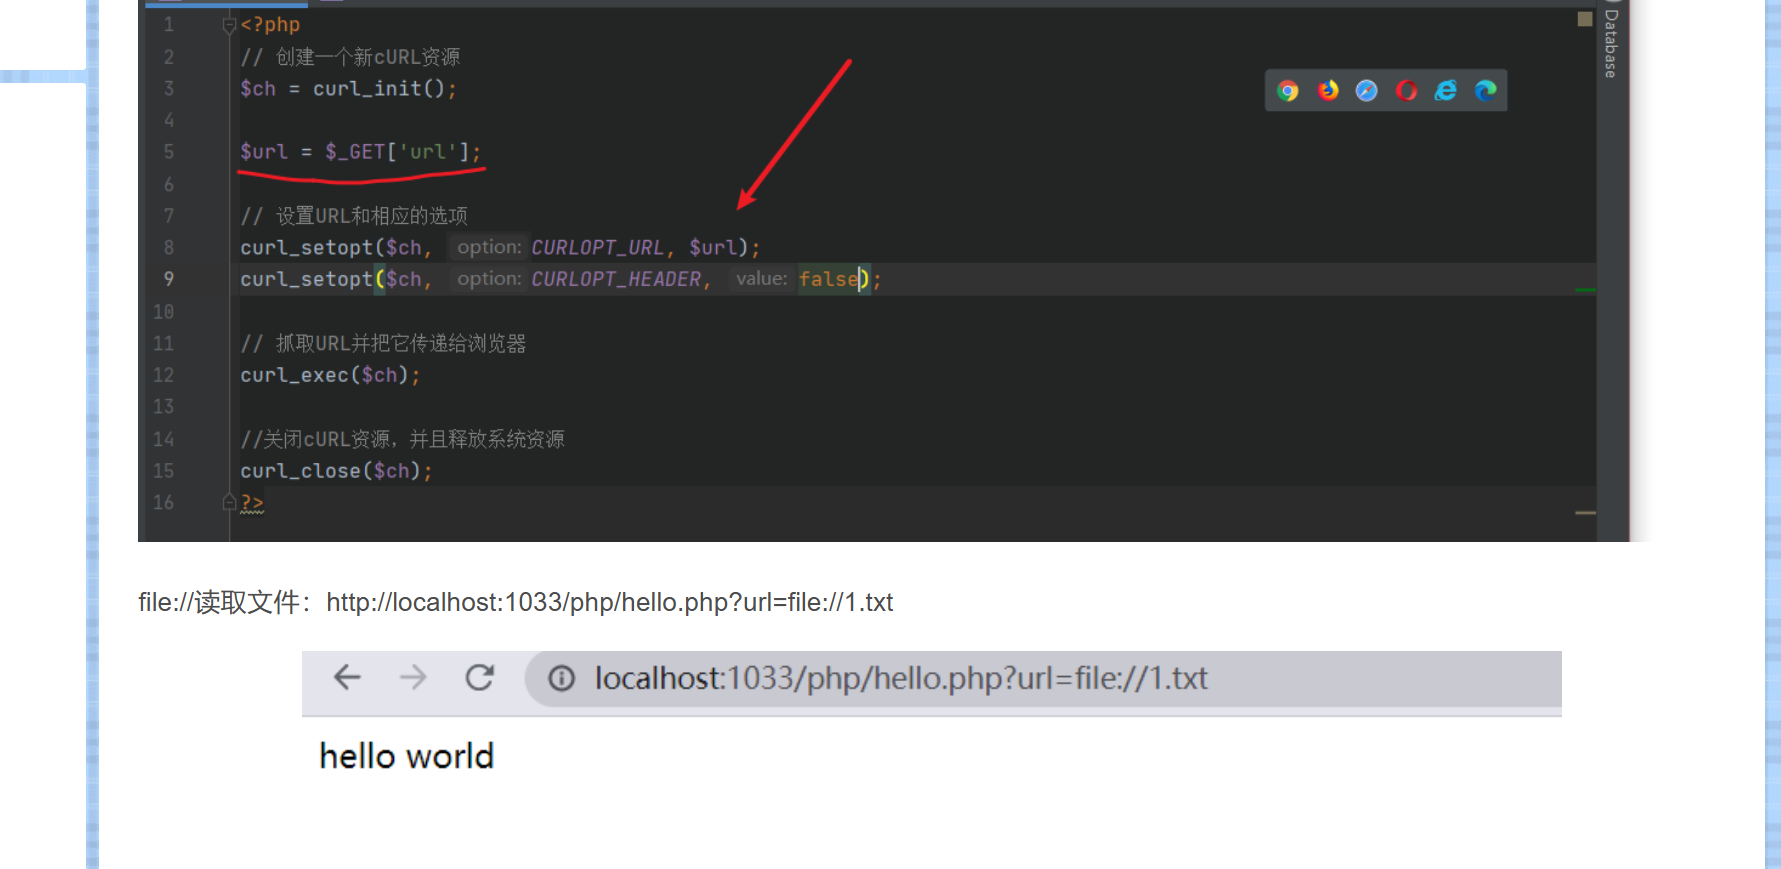 1 <?php
2 // 创建一个新cURL资源
3 $ch = curl_init();
4
5 $url = $_GET['url'];
6
7 // 设置URL和相应的选项
8 curl_setopt($ch, option: CURLOPT_URL, $url);
9 curl_setopt($ch, option: CURLOPT_HEADER, value: false);
10
11 // 抓取URL并把它传递给浏览器
12 curl_exec($ch);
13
14 //关闭cURL资源，并且释放系统资源
15 curl_close($ch);
16 ?>
Database
file://读取文件：http://localhost:1033/php/hello.php?url=file://1.txt
localhost:1033/php/hello.php?url=file://1.txt
hello world